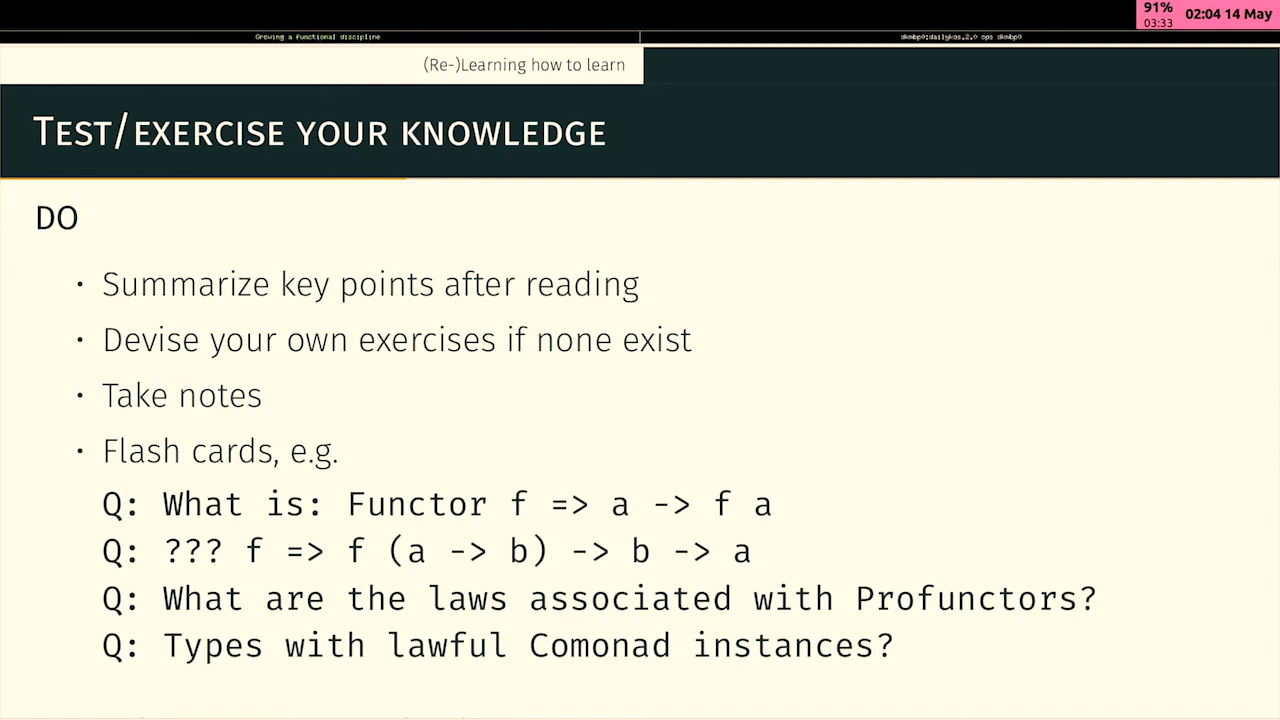 91%
03:33
02:04 14 May
Growing a functional discipline
(Re-)Learning how to learn
TEST/EXERCISE YOUR KNOWLEDGE
DO
• Summarize key points after reading
• Devise your own exercises if none exist
• Take notes
• Flash cards, e.g.
Q: What is: Functor f => a -> f a
Q: ??? f => f (a -> b) -> b -> a
Q: What are the laws associated with Profunctors?
Q: Types with lawful Comonad instances?